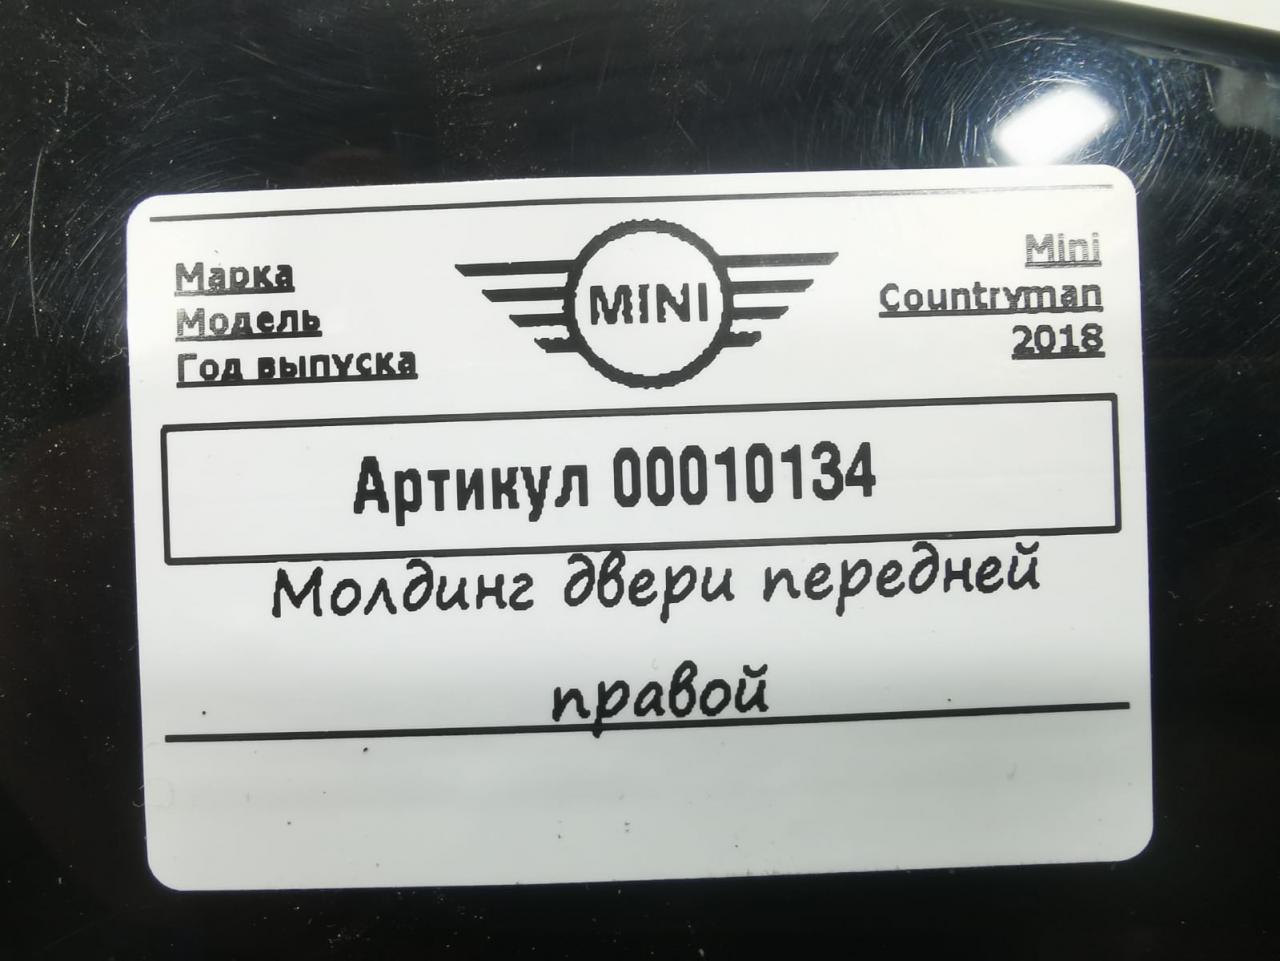 Марка
Модель
Год выпуска
MINI
Mini
Countryman
2018
Артикул 00010134
Молдинг двери передней
правой